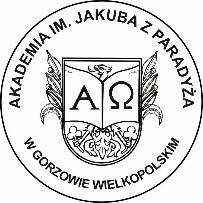 AKADEMIA IM. JAKUBA Z PARADYŻA
Α Ω
W GORZOWIE WIELKOPOLSKIM